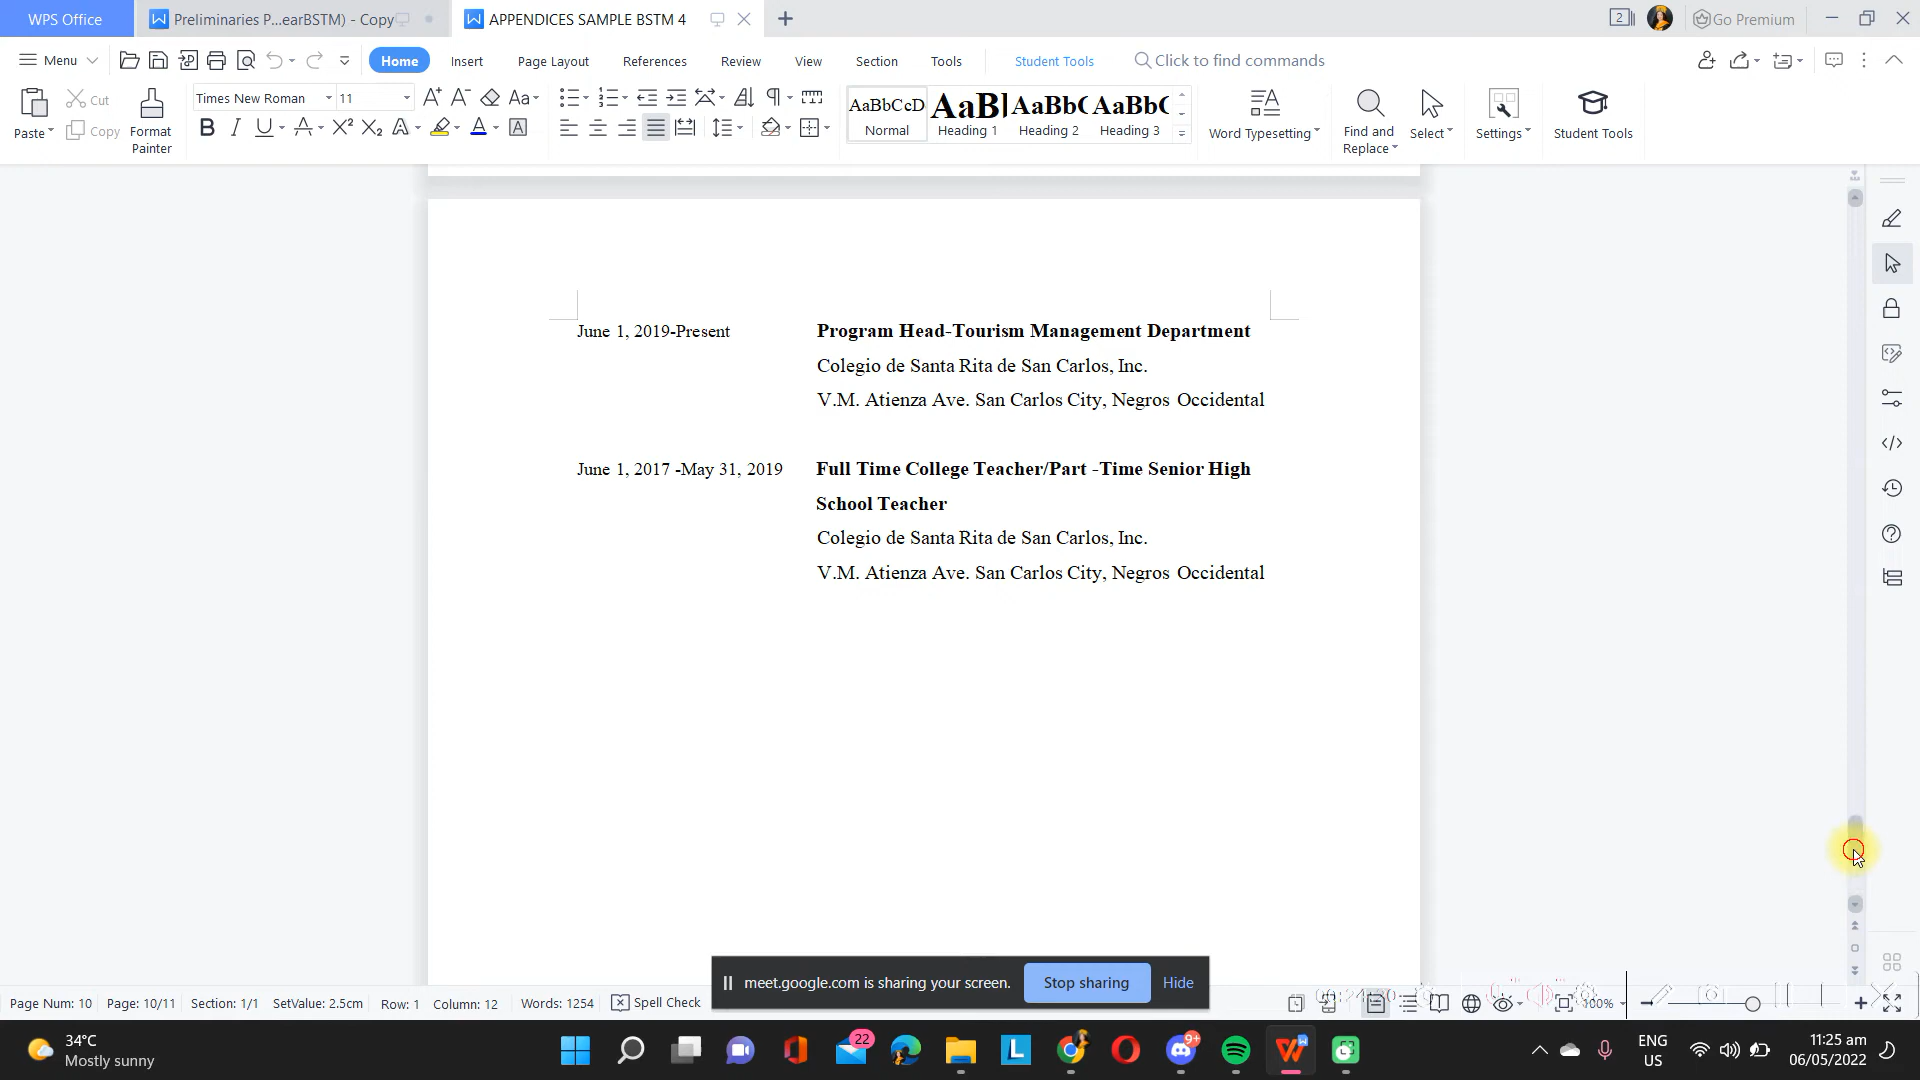 WPS Office
Preliminaries P...earBSTM) - Copy
APPENDICES SAMPLE BSTM 4
2
Go Premium
Menu
Home
Insert
Page Layout
References
Review
View
Section
Tools
Student Tools
Click to find commands
Paste
Cut
Copy
Format Painter
Times New Roman
11
AaBbCcD
Normal
AaBl
Heading 1
AaBb(
Heading 2
AaBb(
Heading 3
Word Typesetting
Find and Replace
Select
Settings
Student Tools
June 1, 2019-Present
Program Head-Tourism Management Department
Colegio de Santa Rita de San Carlos, Inc.
V.M. Atienza Ave. San Carlos City, Negros Occidental
June 1, 2017 -May 31, 2019
Full Time College Teacher/Part -Time Senior High
School Teacher
Colegio de Santa Rita de San Carlos, Inc.
V.M. Atienza Ave. San Carlos City, Negros Occidental
meet.google.com is sharing your screen.
Stop sharing
Hide
Page Num: 10
Page: 10/11
Section: 1/1
SetValue: 2.5cm
Row: 1
Column: 12
Words: 1254
Spell Check
100%
34°C
Mostly sunny
22
9+
ENG
US
11:25 am
06/05/2022